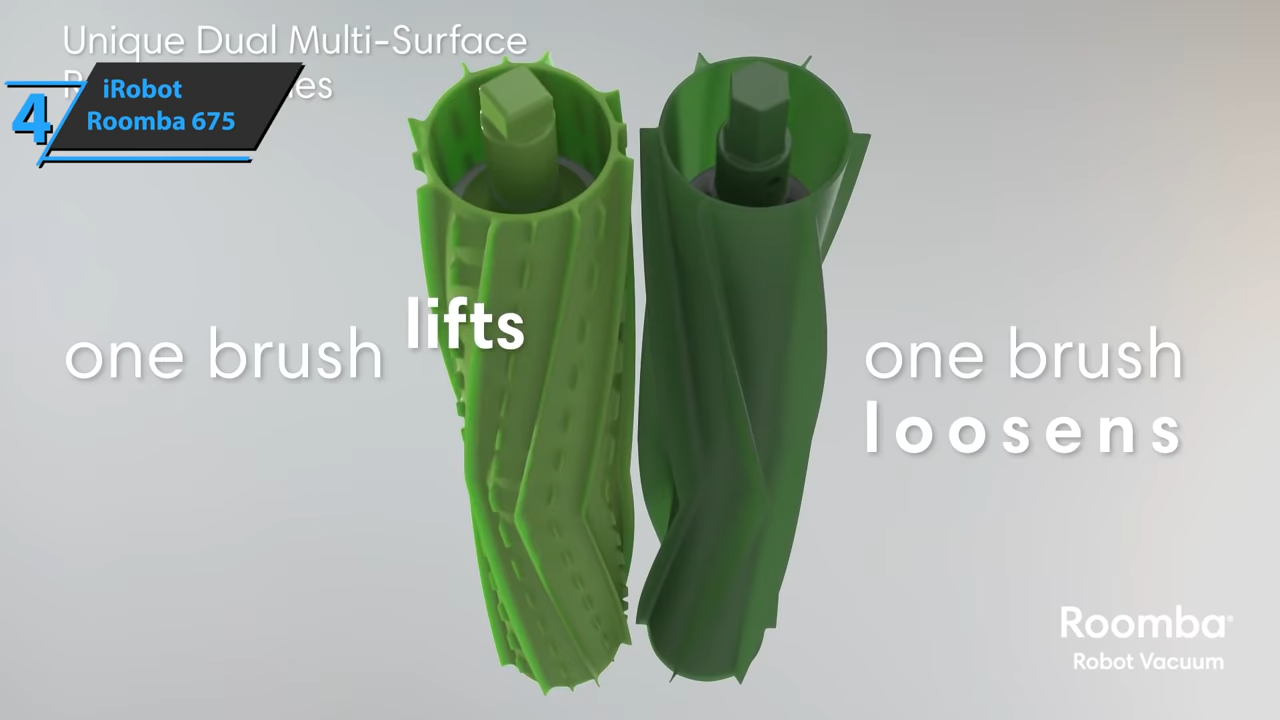 Unique Dual Multi-Surface
4
iRobot
Roomba 675
one brush lifts
one brush
loosens
Roomba®
Robot Vacuum